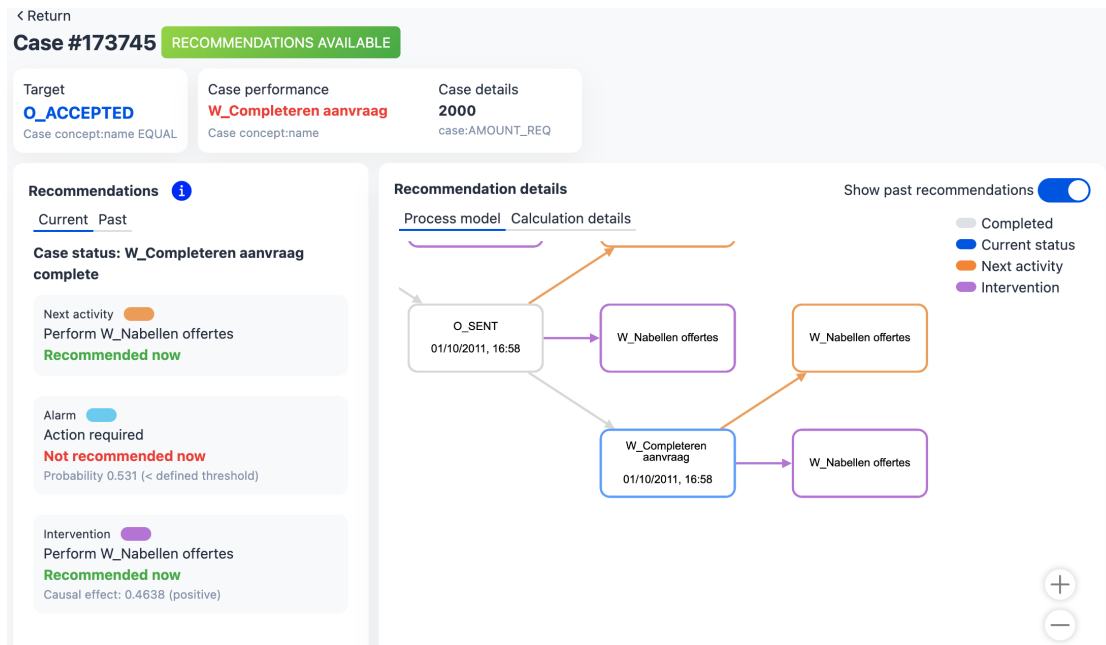 Return
Case #173745 RECOMMENDATIONS AVAILABLE
Target
O_ACCEPTED
Case concept:name EQUAL
Case performance
W_Completeren aanvraag
Case concept:name
Case details
2000
case:AMOUNT_REQ
Recommendations i
Current Past
Case status: W_Completeren aanvraag
complete
Next activity
Perform W_Nabellen offertes
Recommended now
Alarm
Action required
Not recommended now
Probability 0.531 (< defined threshold)
Intervention
Perform W_Nabellen offertes
Recommended now
Causal effect: 0.4638 (positive)
Recommendation details
Show past recommendations
Process model Calculation details
Completed
Current status
Next activity
Intervention
O_SENT
01/10/2011, 16:58
W_Nabellen offertes
W_Nabellen offertes
W_Completeren
aanvraag
01/10/2011, 16:58
W_Nabellen offertes